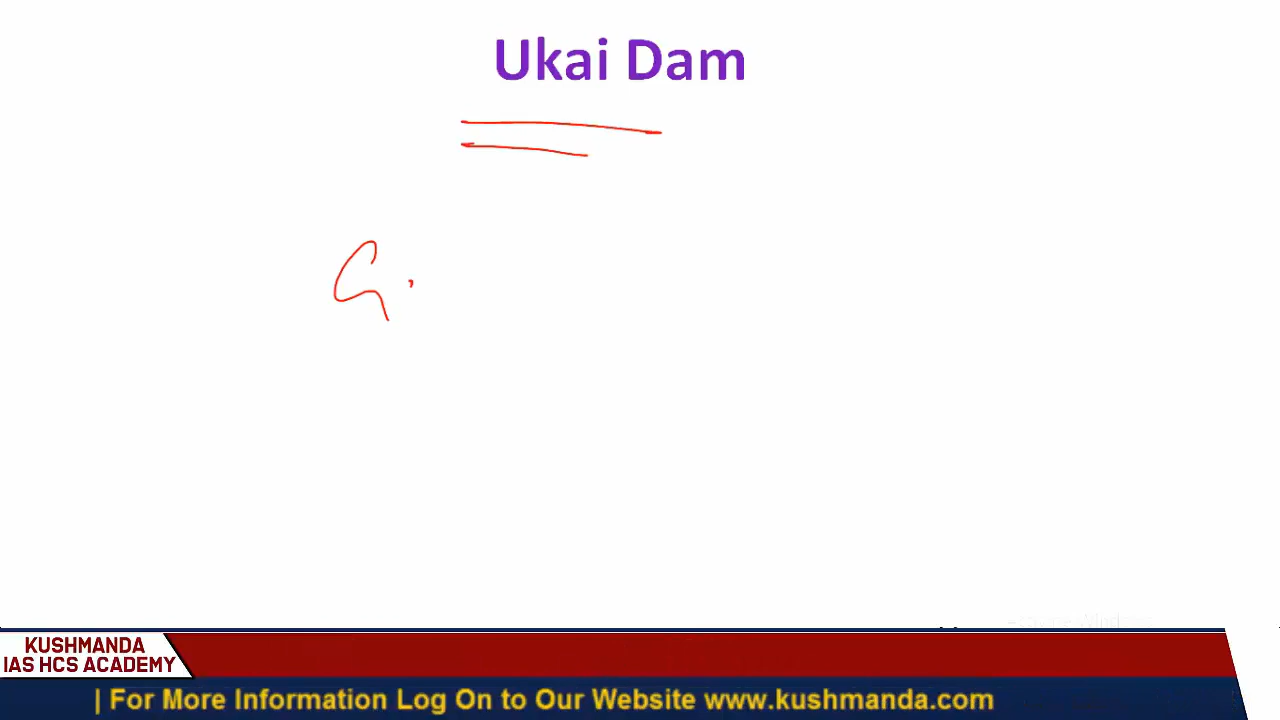 Ukai Dam
G
KUSHMANDA
IAS HCS ACADEMY
| For More Information Log On to Our Website www.kushmanda.com